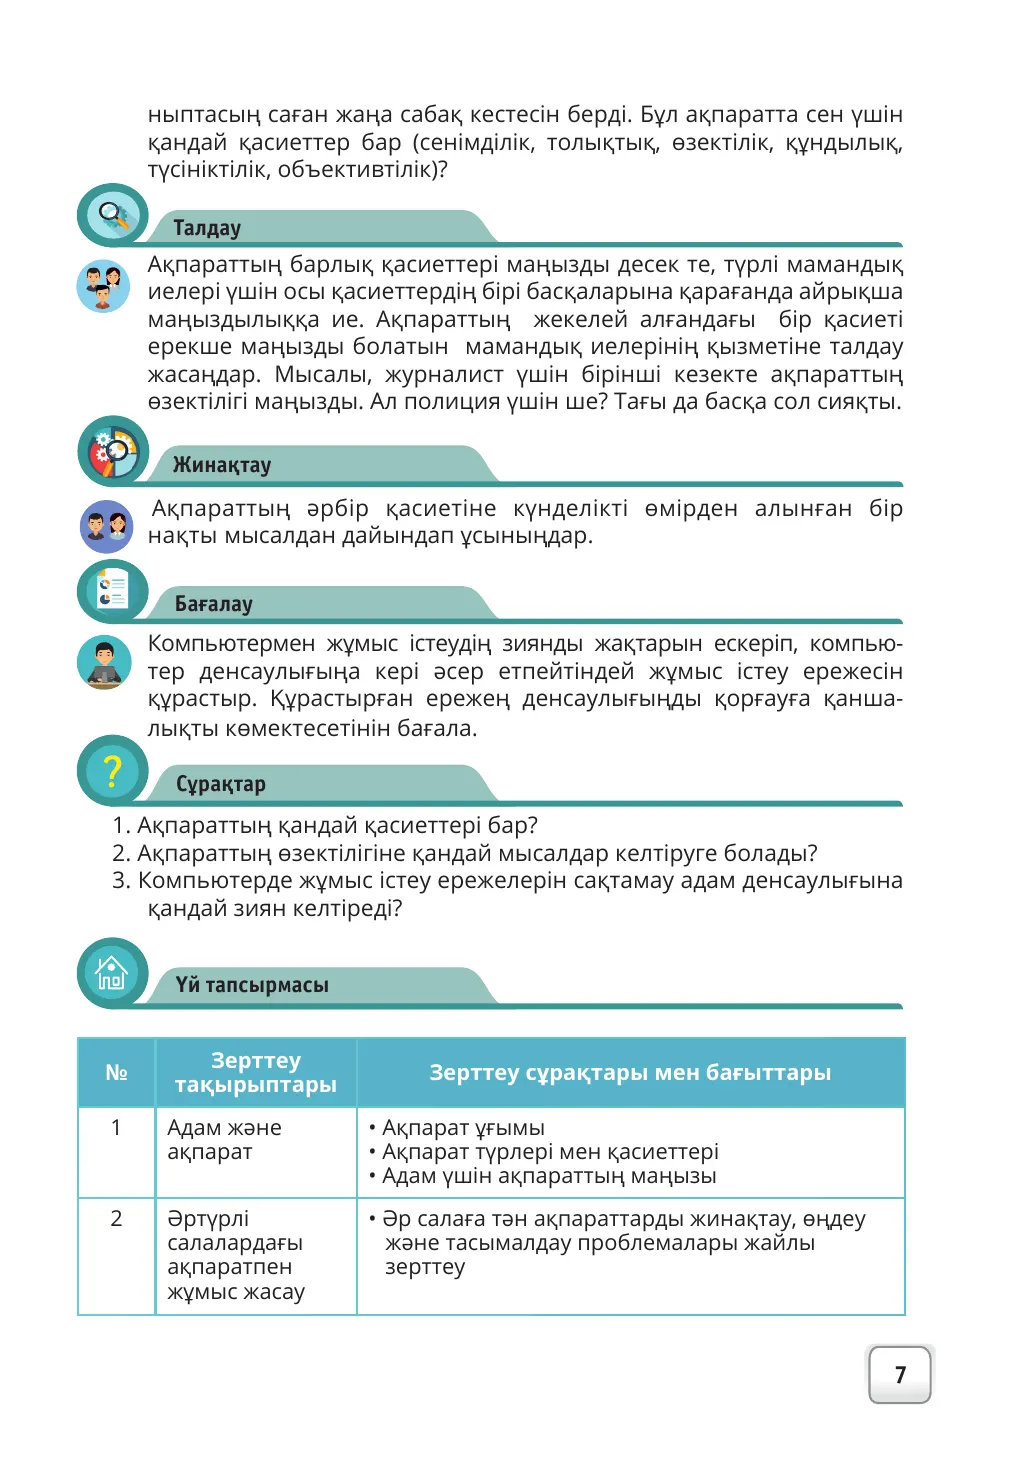 ныптасың саған жаңа сабақ кестесін берді. Бұл ақпаратта сен үшін
қандай қасиеттер бар (сенімділік, толықтық, өзектілік, құндылық,
түсініктілік, объективтілік)?
Талдау
Ақпараттың барлық қасиеттері маңызды десек те, түрлі мамандық
иелері үшін осы қасиеттердің бірі басқаларына қарағанда айрықша
маңыздылыққа ие. Ақпараттың жекелей алғандағы бір қасиеті
ерекше маңызды болатын мамандық иелерінің қызметіне талдау
жасаңдар. Мысалы, журналист үшін бірінші кезекте ақпараттың
өзектілігі маңызды. Ал полиция үшін ше? Тағы да басқа сол сияқты.
Жинақтау
Ақпараттың әрбір қасиетіне күнделікті өмірден алынған бір
нақты мысалдан дайындап ұсыныңдар.
Бағалау
Компьютермен жұмыс істеудің зиянды жақтарын ескеріп, компью-
тер денсаулығыңа кері әсер етпейтіндей жұмыс істеу ережесін
құрастыр. Құрастырған ережең денсаулығыңды қорғауға қанша-
лықты көмектесетінін бағала.
?
Сұрақтар
1. Ақпараттың қандай қасиеттері бар?
2. Ақпараттың өзектілігіне қандай мысалдар келтіруге болады?
3. Компьютерде жұмыс істеу ережелерін сақтамау адам денсаулығына
қандай зиян келтіреді?
Үй тапсырмасы
№
Зерттеу
тақырыптары
Зерттеу сұрақтары мен бағыттары
1
Адам және
ақпарат
• Ақпарат ұғымы
• Ақпарат түрлері мен қасиеттері
• Адам үшін ақпараттың маңызы
2
Әртүрлі
салалардағы
ақпаратпен
жұмыс жасау
• Әр салаға тән ақпараттарды жинақтау, өңдеу
және тасымалдау проблемалары жайлы
зерттеу
7